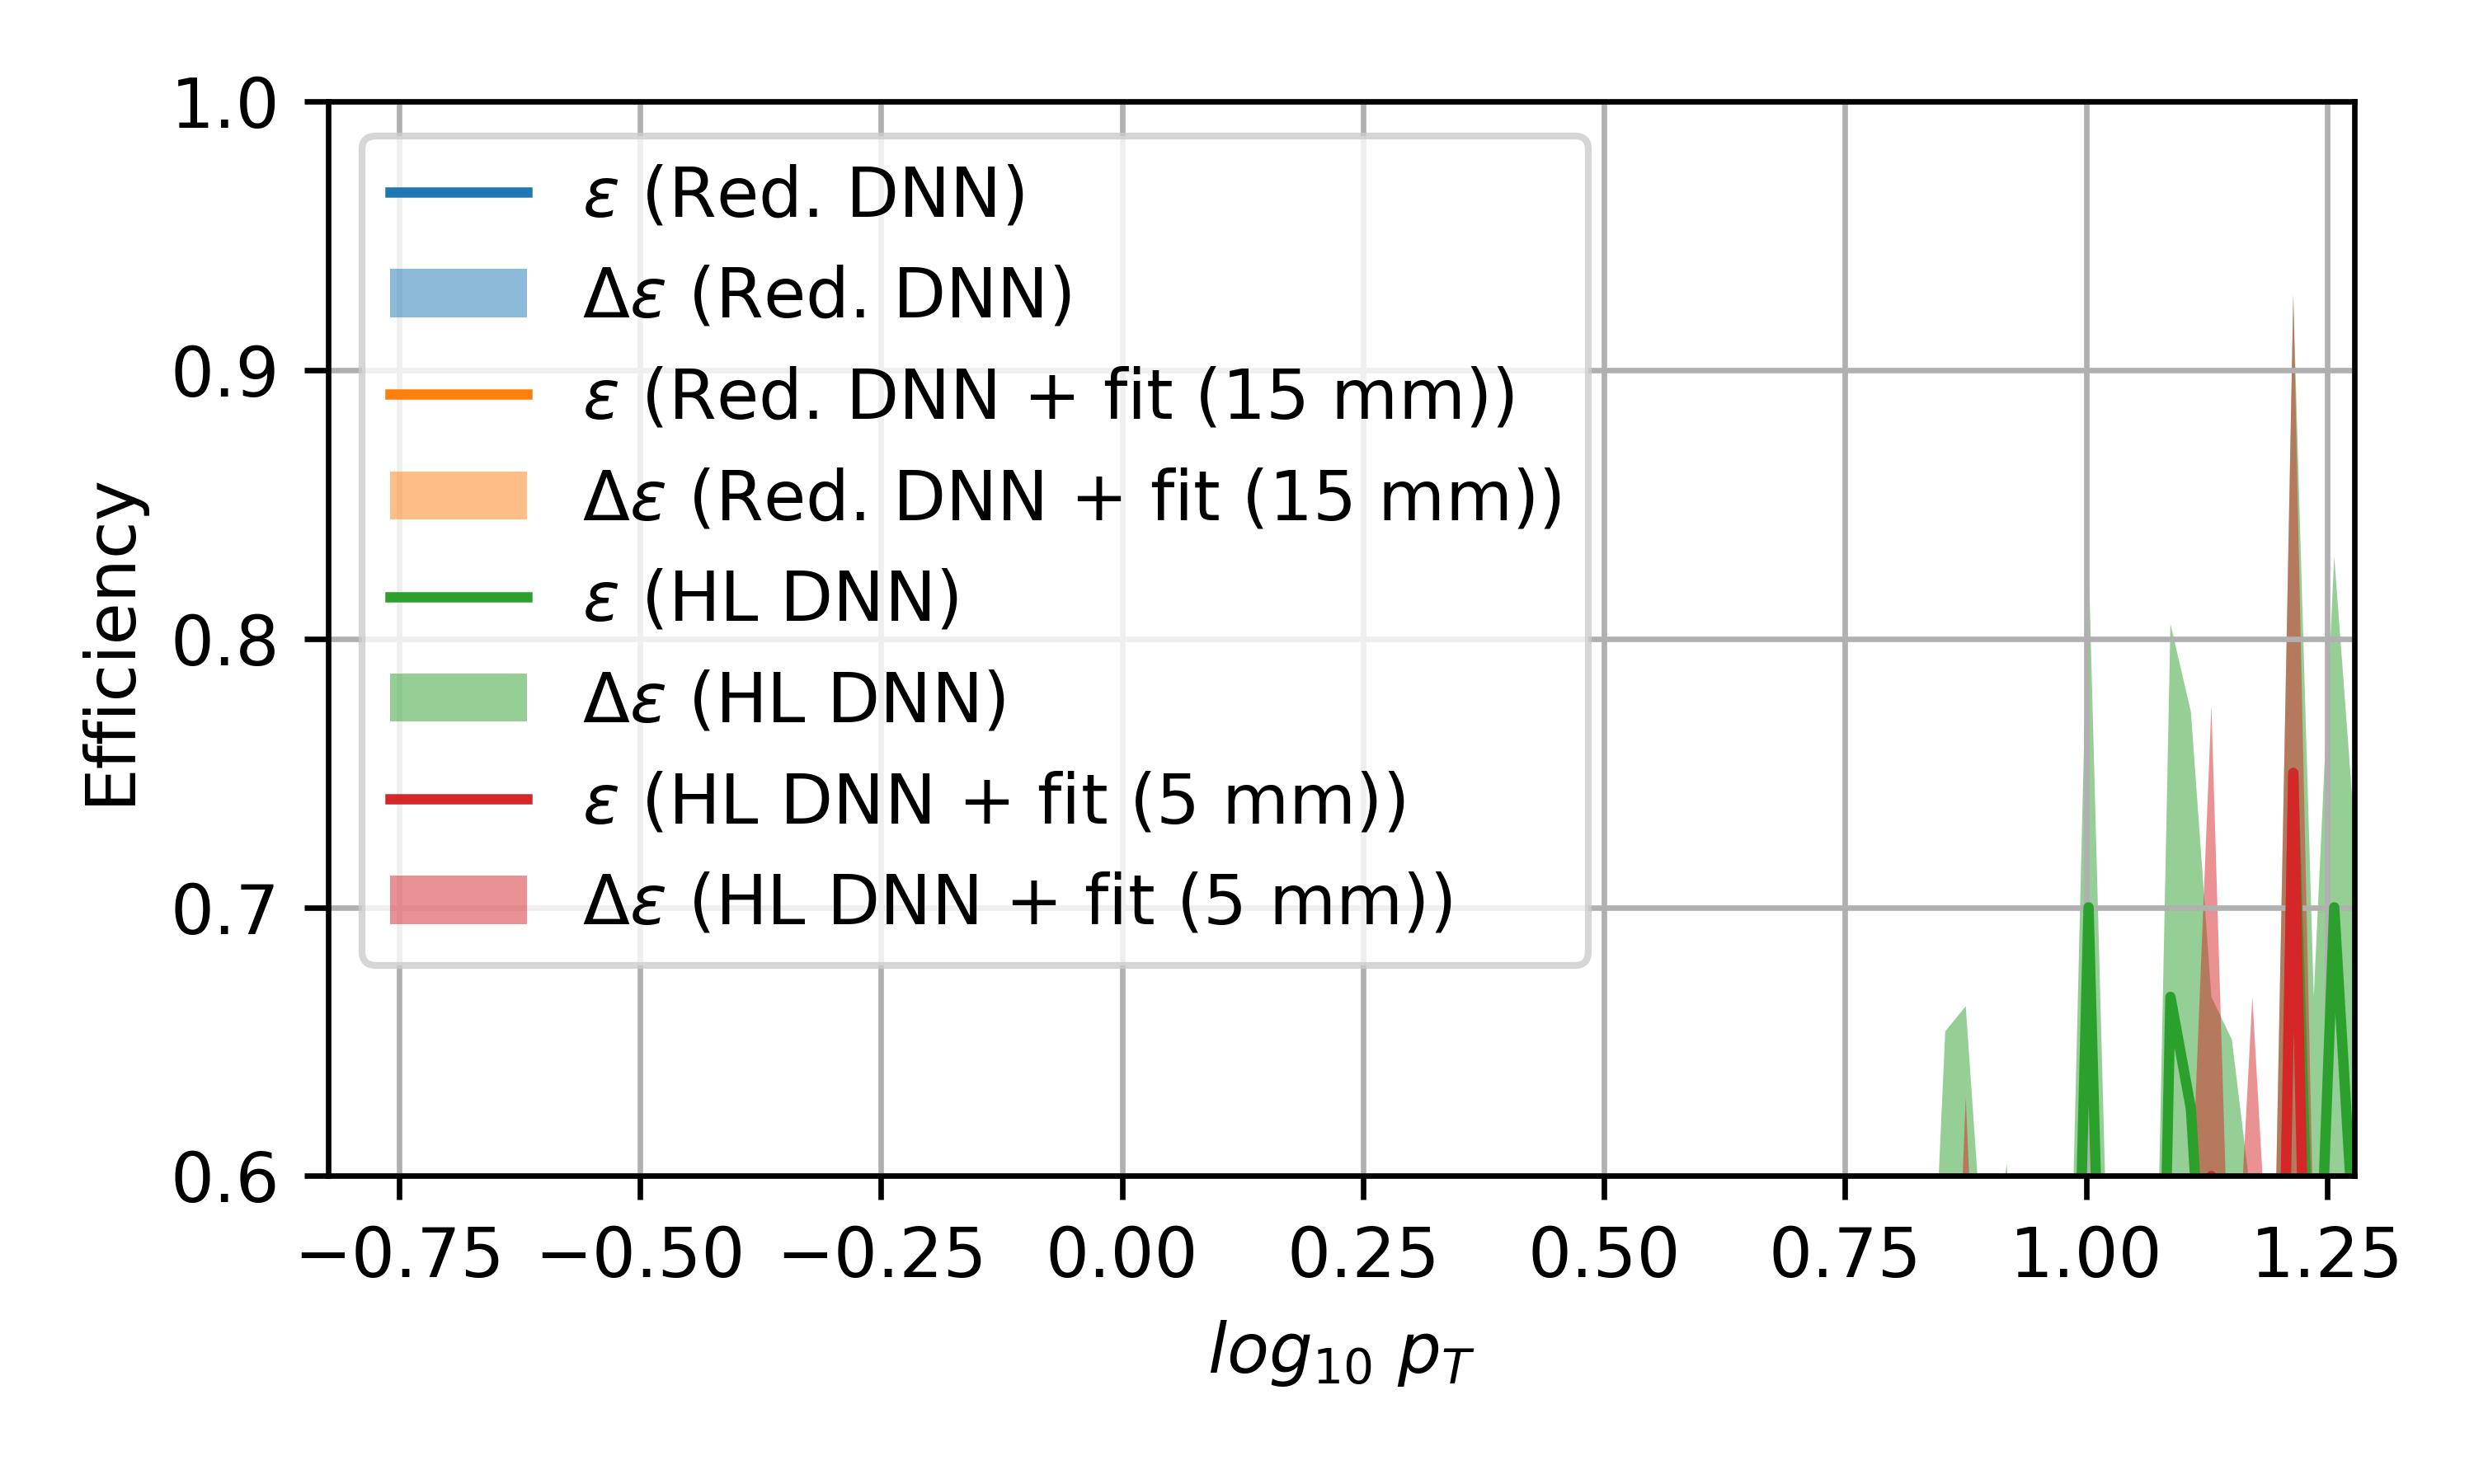 1.0
0.9
0.8
0.7
0.6
Efficiency
ε (Red. DNN)
Δε (Red. DNN)
ε (Red. DNN + fit (15 mm))
Δε (Red. DNN + fit (15 mm))
ε (HL DNN)
Δε (HL DNN)
ε (HL DNN + fit (5 mm))
Δε (HL DNN + fit (5 mm))
−0.75 −0.50 −0.25 0.00 0.25 0.50 0.75 1.00 1.25
log₁₀ p_T